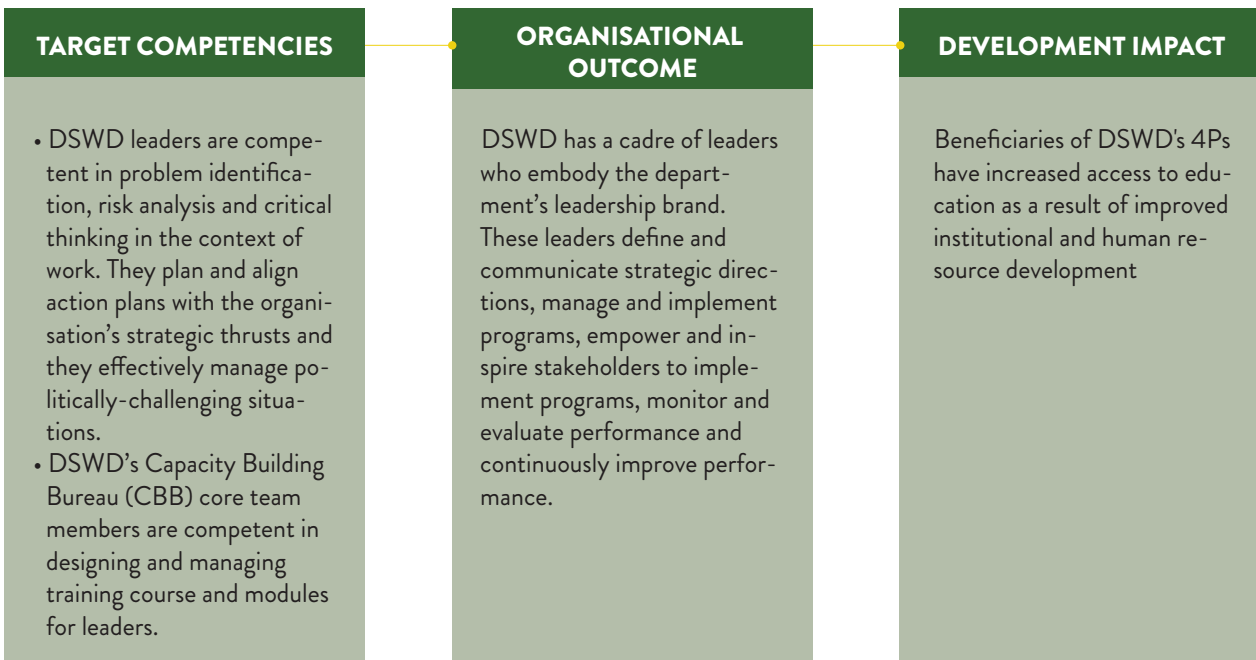 TARGET COMPETENCIES
• DSWD leaders are compe-
tent in problem identifica-
tion, risk analysis and critical
thinking in the context of
work. They plan and align
action plans with the organi-
sation’s strategic thrusts and
they effectively manage po-
litically-challenging situa-
tions.
• DSWD’s Capacity Building
Bureau (CBB) core team
members are competent in
designing and managing
training course and modules
for leaders.
ORGANISATIONAL
OUTCOME
DSWD has a cadre of leaders
who embody the depart-
ment’s leadership brand.
These leaders define and
communicate strategic direc-
tions, manage and implement
programs, empower and in-
spire stakeholders to imple-
ment programs, monitor and
evaluate performance and
continuously improve perfor-
mance.
DEVELOPMENT IMPACT
Beneficiaries of DSWD's 4Ps
have increased access to edu-
cation as a result of improved
institutional and human re-
source development